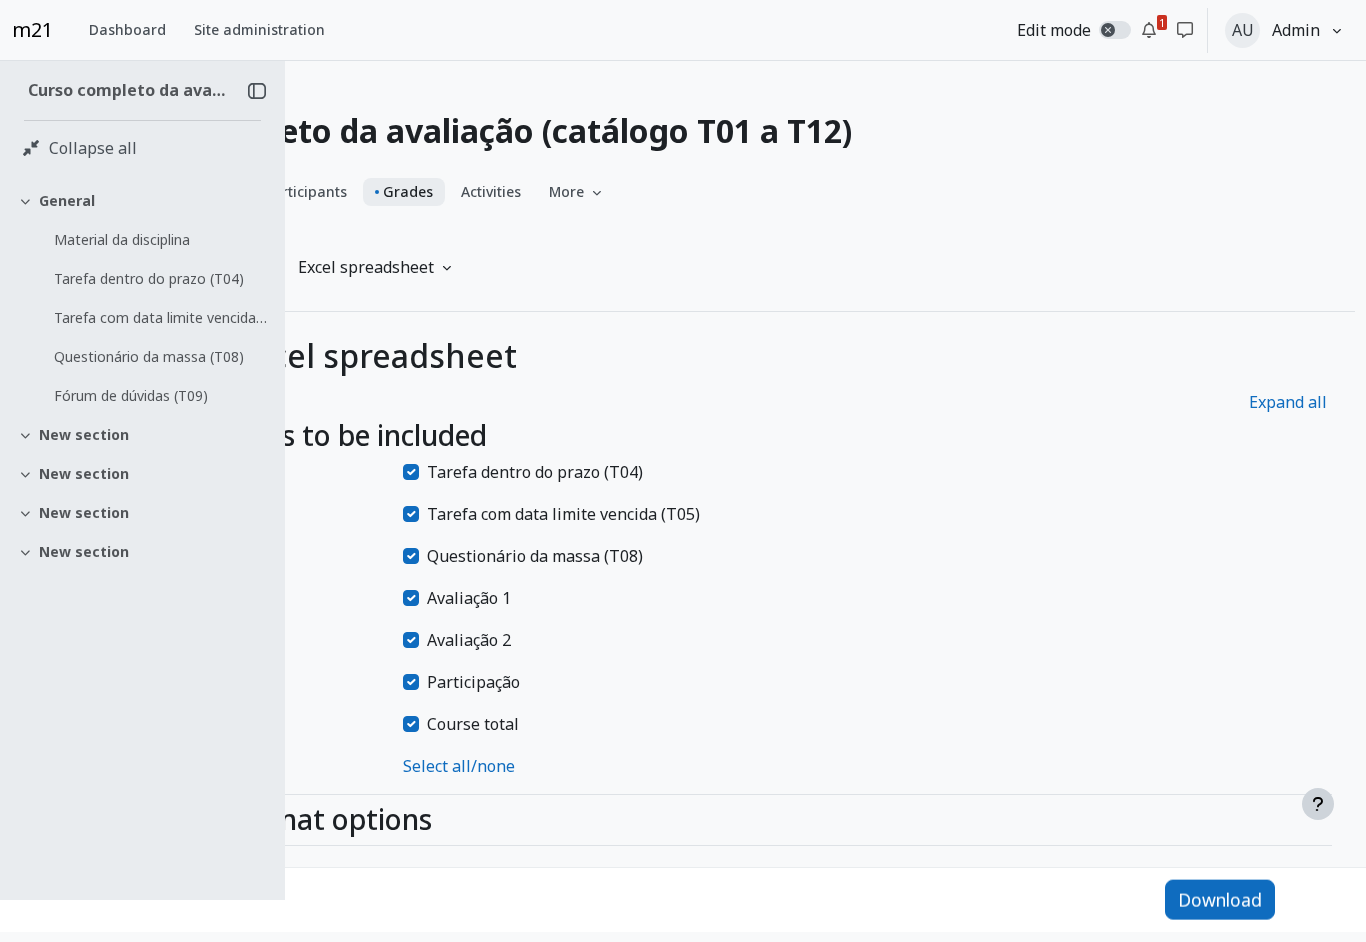 m21
Dashboard
Site administration
Edit mode
1
AU
Admin
Curso completo da ava...
Collapse all
General
Material da disciplina
Tarefa dentro do prazo (T04)
Tarefa com data limite vencida...
Questionário da massa (T08)
Fórum de dúvidas (T09)
New section
New section
New section
New section
eto da avaliação (catálogo T01 a T12)
rticipants
Grades
Activities
More
Excel spreadsheet
cel spreadsheet
Expand all
s to be included
Tarefa dentro do prazo (T04)
Tarefa com data limite vencida (T05)
Questionário da massa (T08)
Avaliação 1
Avaliação 2
Participação
Course total
Select all/none
nat options
?
Download